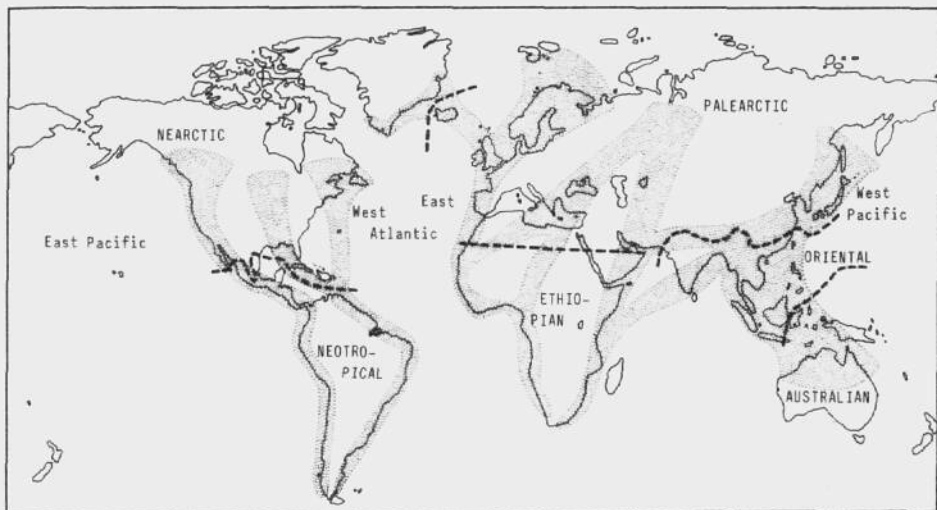 NEARCTIC
PALEARCTIC
East Pacific
West
Atlantic
East
West
Pacific
ORIENTAL
ETHIO-
PIAN
NEOTRO-
PICAL
AUSTRALIAN